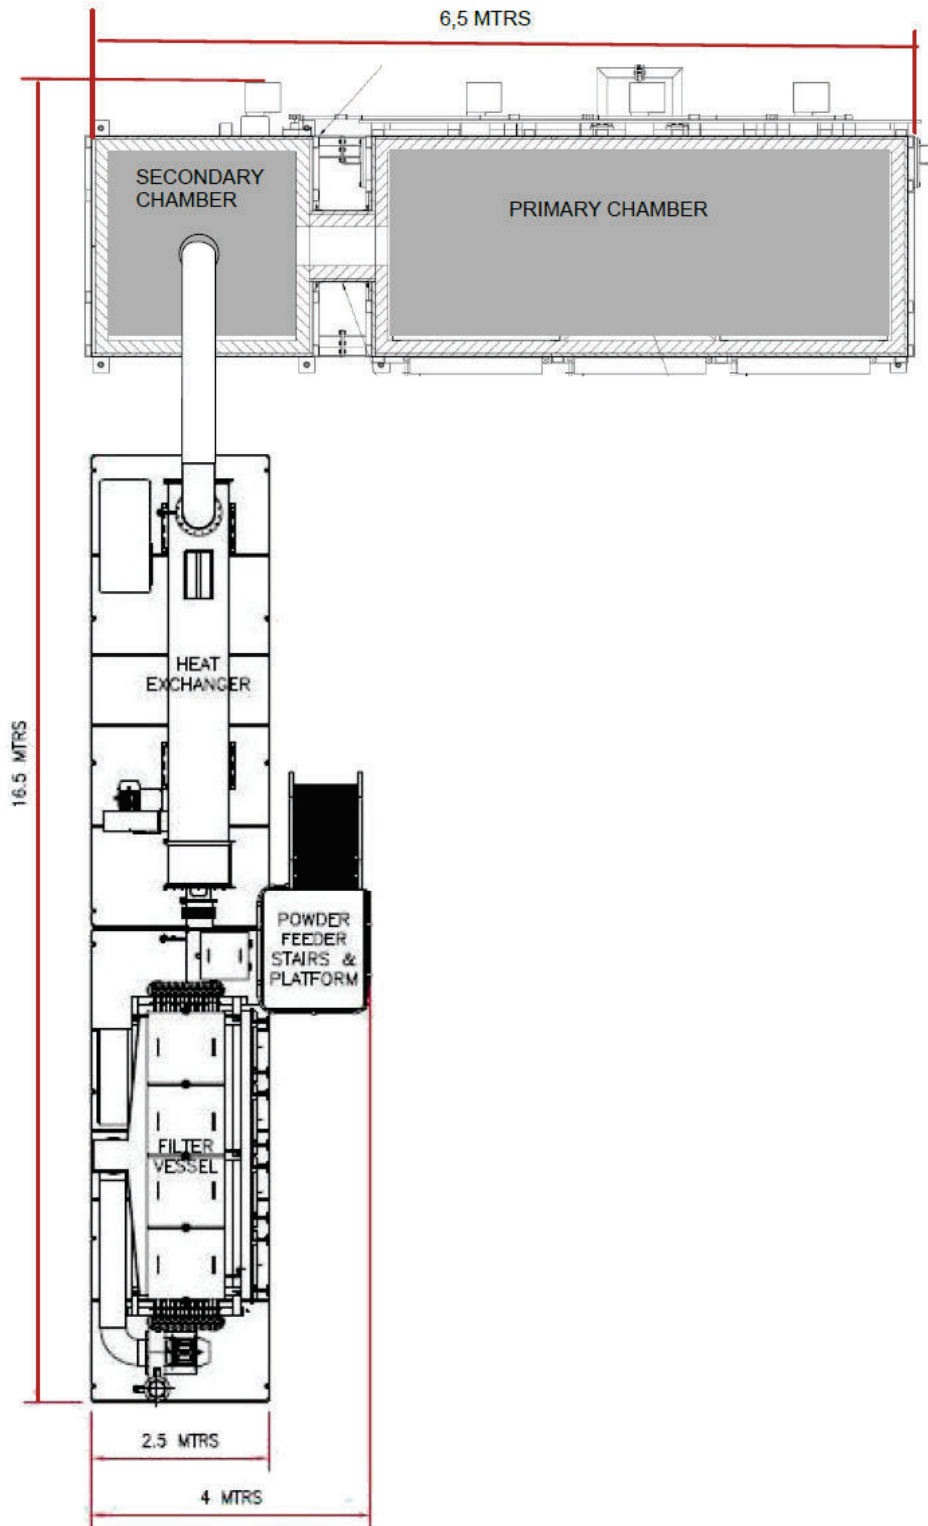 6,5 MTRS
SECONDARY
CHAMBER
PRIMARY CHAMBER
HEAT
EXCHANGER
16.5 MTRS
POWDER
FEEDER
STAIRS &
PLATFORM
FILTER
VESSEL
2.5 MTRS
4 MTRS